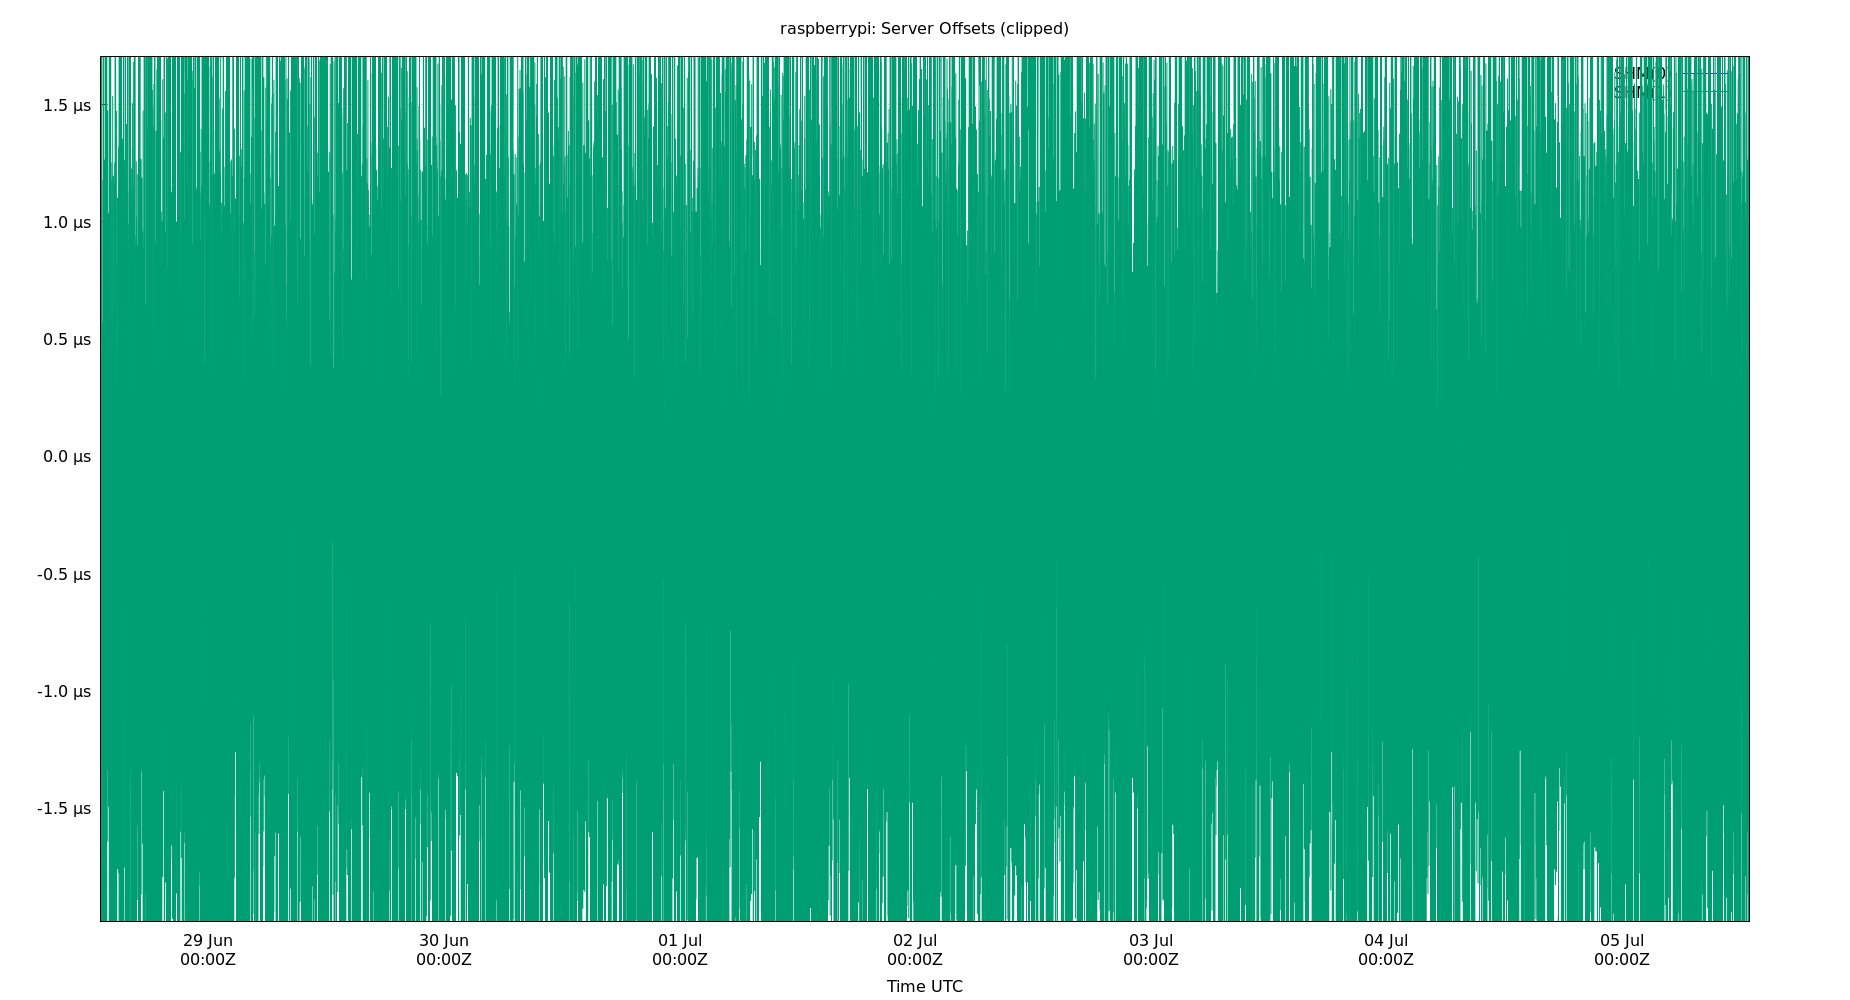 raspberrypi: Server Offsets (clipped)
SHM(0)
1.5 µs
1.0 µs
0.5 µs
0.0 µs
-0.5 µs
-1.0 µs
-1.5 µs
29 Jun 30 Jun 01 Jul 02 Jul 03 Jul 04 Jul 05 Jul
00:00Z 00:00Z 00:00Z 00:00Z 00:00Z 00:00Z 00:00Z
Time UTC